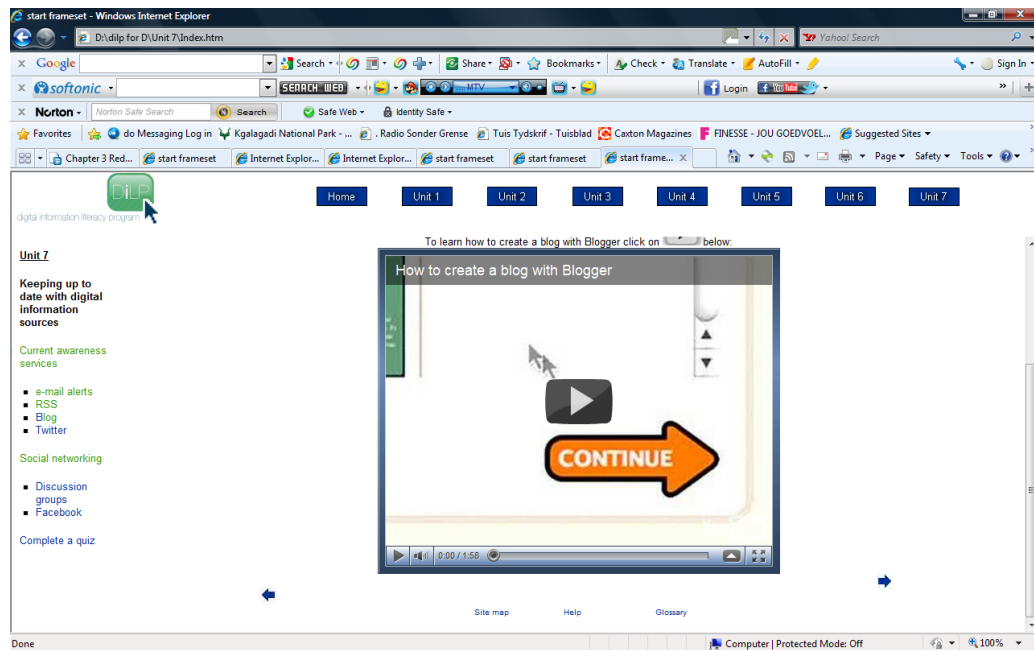 start frameset - Windows Internet Explorer
D:\dilp for D\Unit 7\Index.htm
Yahoo! Search
x Google Search Share Bookmarks Check Translate AutoFill Sign In
x softonic SEARCH WEB MTV Login YouTube »
x Norton Norton Safe Search Search Safe Web Identity Safe
Favorites do Messaging Log in Kgalagadi National Park - ... . Radio Sonder Grense Tuis Tydskrif - Tuisblad Caxton Magazines FINESSE - JOU GOEDVOEL... Suggested Sites
Chapter 3 Red... start frameset Internet Explor... Internet Explor... start frameset start frameset start frame... x Page Safety Tools
DiLP
digital information literacy program
Home Unit 1 Unit 2 Unit 3 Unit 4 Unit 5 Unit 6 Unit 7
Unit 7
Keeping up to
date with digital
information
sources
Current awareness
services
e-mail alerts
RSS
Blog
Twitter
Social networking
Discussion
groups
Facebook
Complete a quiz
To learn how to create a blog with Blogger click on below:
How to create a blog with Blogger
CONTINUE
0:00 / 1:58
Site map Help Glossary
Done Computer | Protected Mode: Off 100%